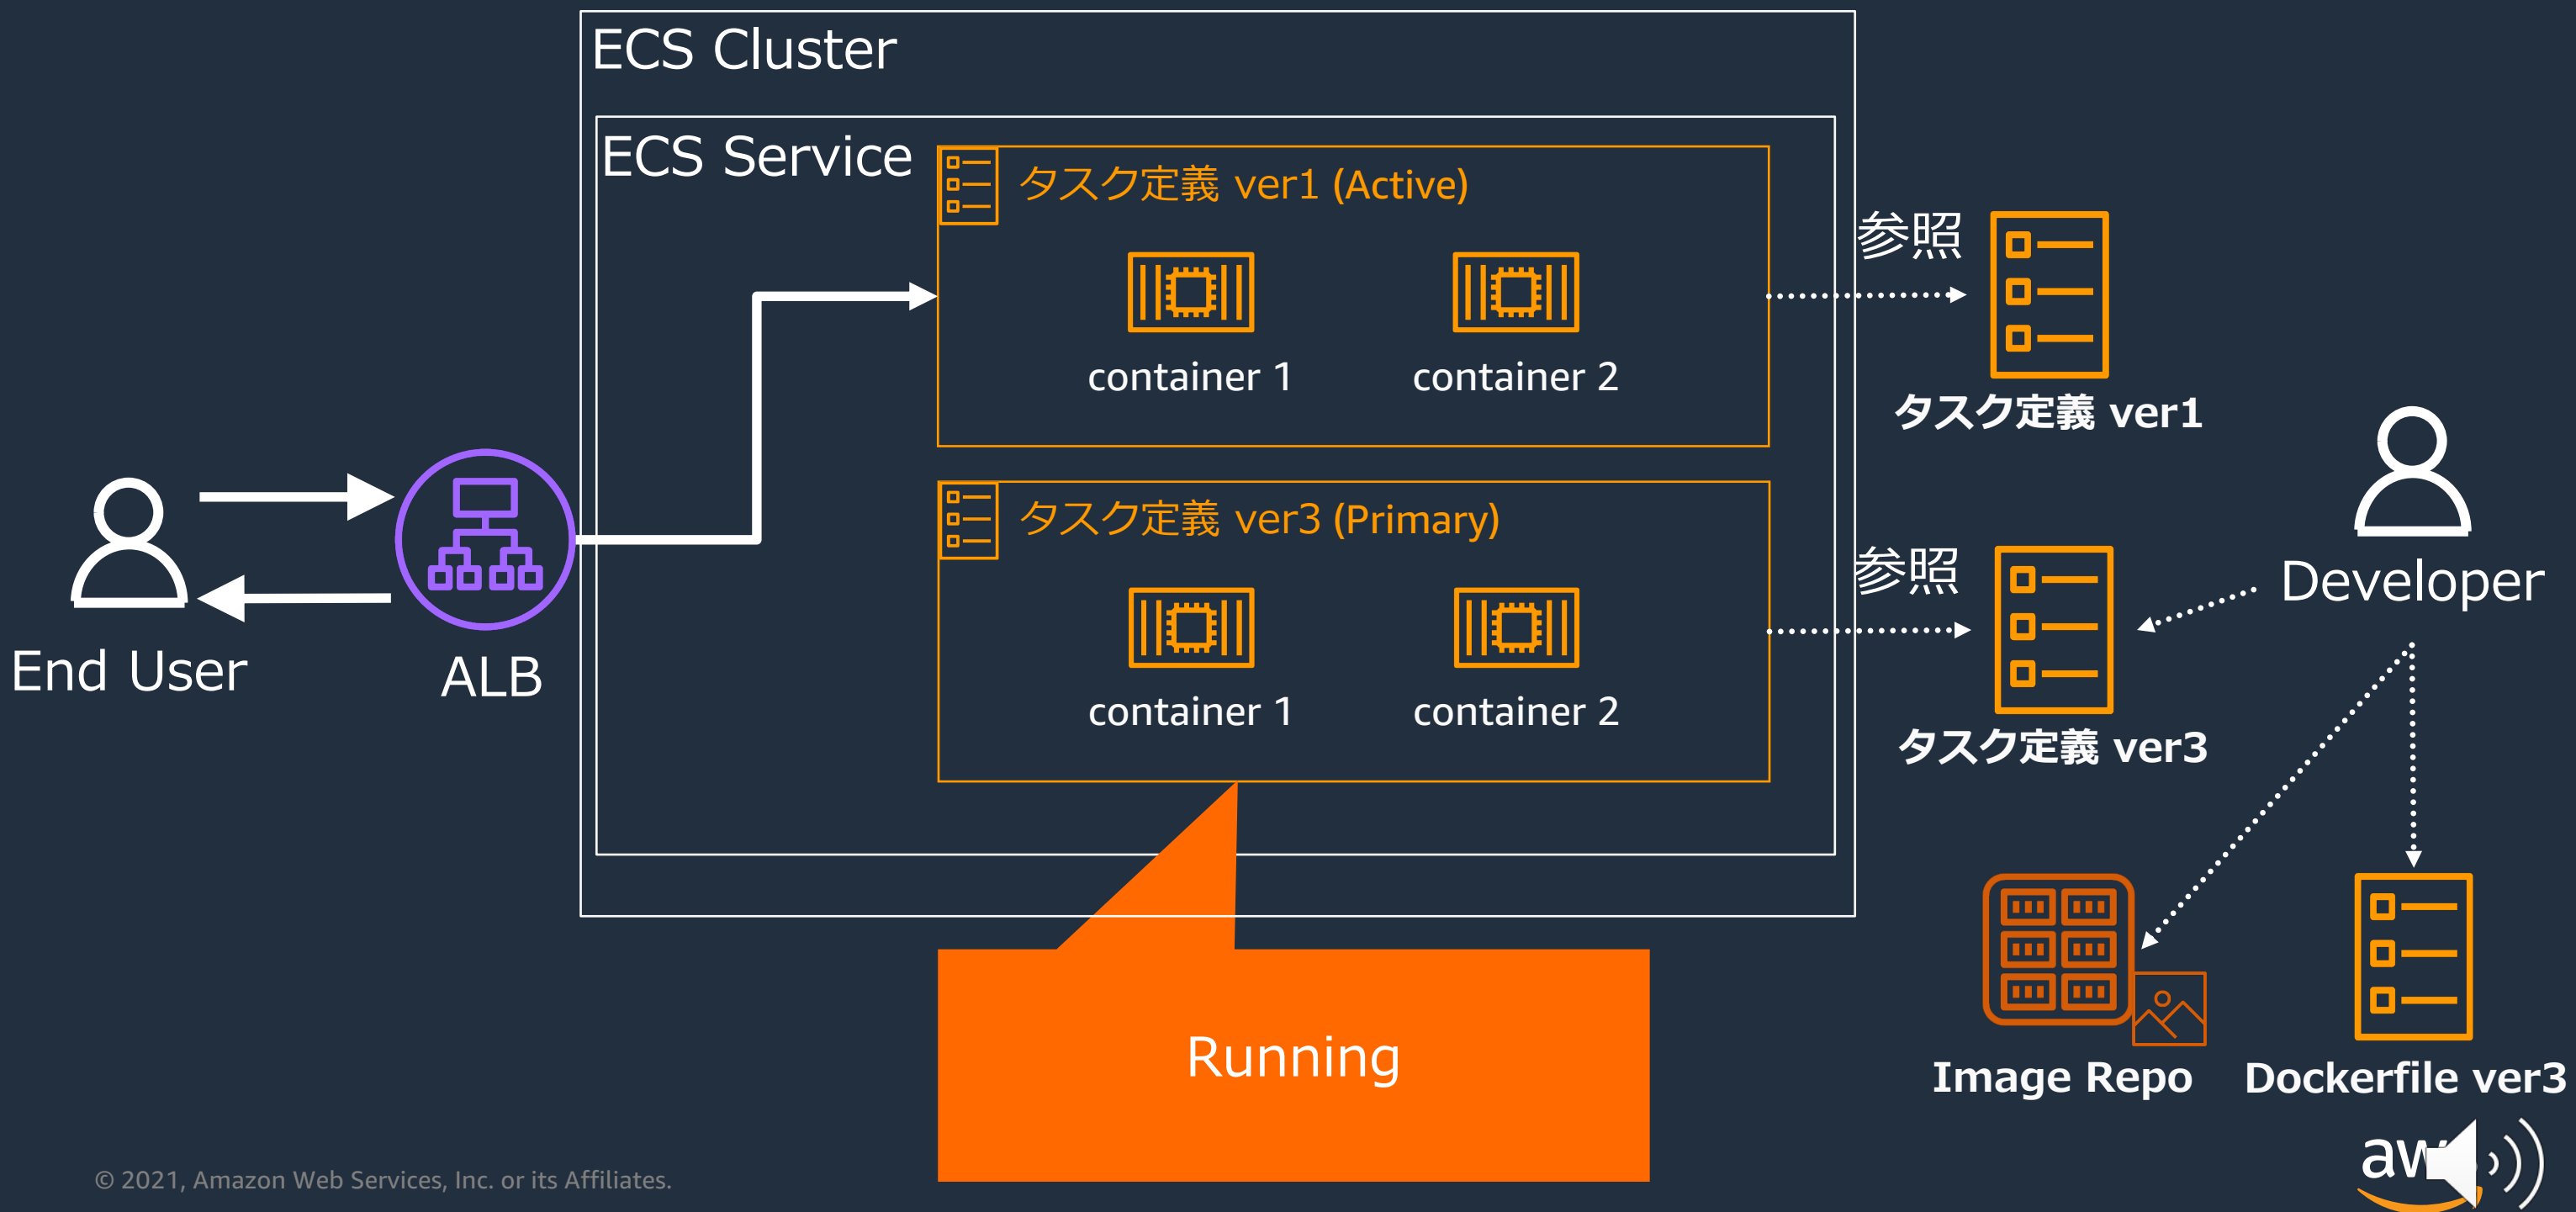 ECS Cluster
ECS Service
タスク定義 ver1 (Active)
container 1
container 2
参照
タスク定義 ver1
End User
ALB
タスク定義 ver3 (Primary)
container 1
container 2
参照
タスク定義 ver3
Developer
Running
Image Repo
Dockerfile ver3
© 2021, Amazon Web Services, Inc. or its Affiliates.